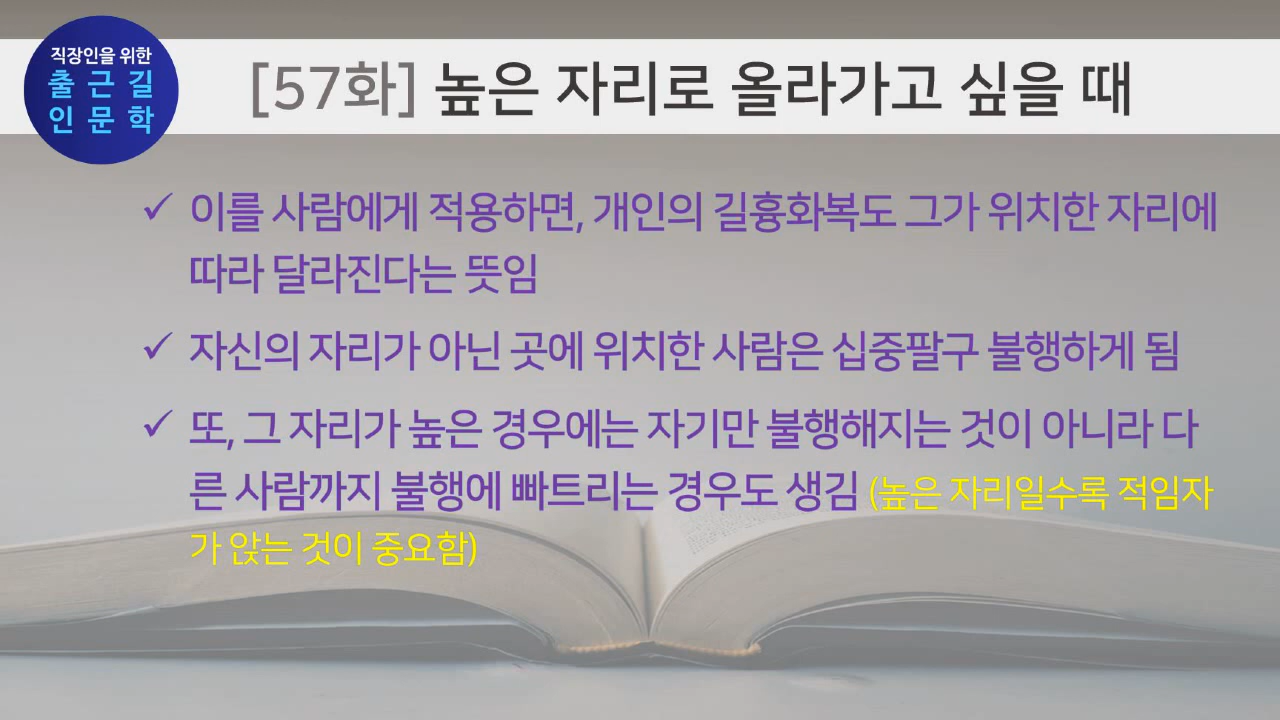 직장인을 위한
출근길
인문학
[57화] 높은 자리로 올라가고 싶을 때
✓ 이를 사람에게 적용하면, 개인의 길흉화복도 그가 위치한 자리에
따라 달라진다는 뜻임
✓ 자신의 자리가 아닌 곳에 위치한 사람은 십중팔구 불행하게 됨
✓ 또, 그 자리가 높은 경우에는 자기만 불행해지는 것이 아니라 다
른 사람까지 불행에 빠트리는 경우도 생김 (높은 자리일수록 적임자
가 앉는 것이 중요함)